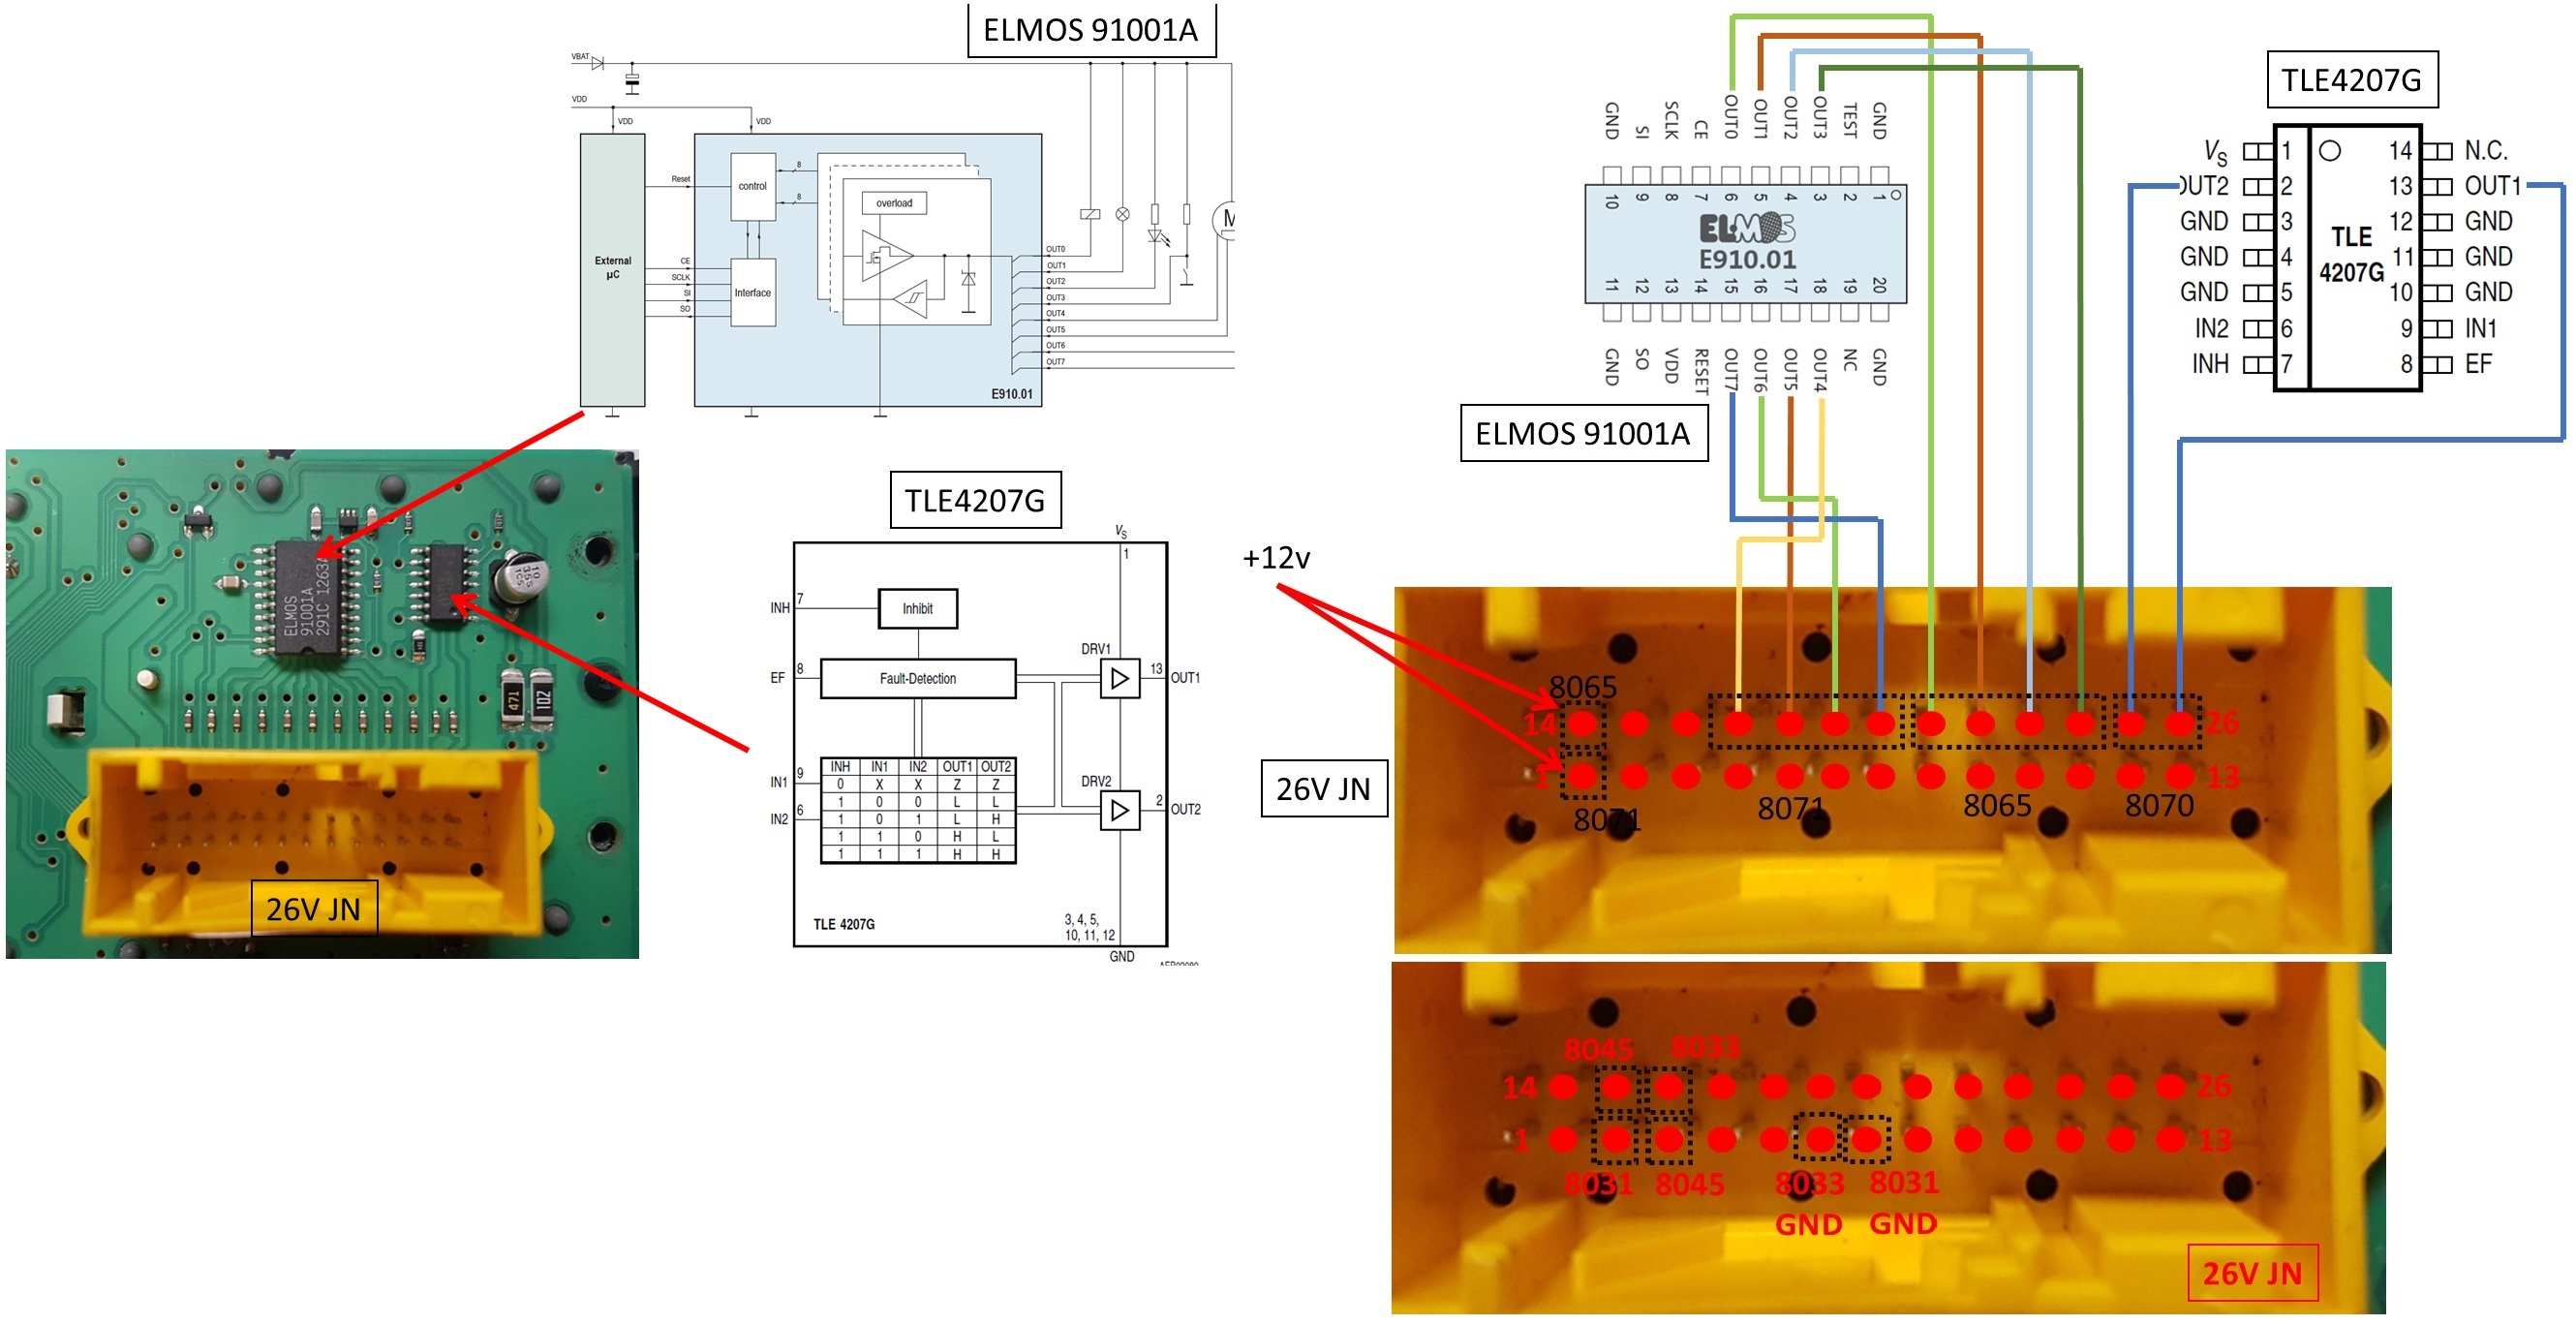 ELMOS 91001A
VBAT
VDD
VDD
VDD
External
µC
Reset
CE
SCLK
SI
SO
control
Interface
8
8
overload
OUT0
OUT1
OUT2
OUT3
OUT4
OUT5
OUT6
OUT7
M
E910.01
ELMOS
91001A
291C 1263A
10
35
1C5
471
102
26V JN
TLE4207G
VS
1
INH 7
Inhibit
EF 8
Fault-Detection
DRV1
13 OUT1
IN1 9
IN2 6
INH IN1 IN2 OUT1 OUT2
0 X X Z Z
1 0 0 L L
1 0 1 L H
1 1 0 H L
1 1 1 H H
DRV2
2 OUT2
TLE 4207G
3, 4, 5,
10, 11, 12
GND
GND SI SCLK CE OUT0 OUT1 OUT2 OUT3 TEST GND
10 9 8 7 6 5 4 3 2 1
ELMOS
E910.01
11 12 13 14 15 16 17 18 19 20
GND SO VDD RESET OUT7 OUT6 OUT5 OUT4 NC GND
ELMOS 91001A
TLE4207G
VS 1 14 N.C.
OUT2 2 13 OUT1
GND 3 12 GND
GND 4 11 GND
GND 5 10 GND
IN2 6 9 IN1
INH 7 8 EF
TLE
4207G
+12v
26V JN
8065
14 26
1 13
8071 8071 8065 8070
8045 8033
14 26
1 13
8031 8045 8033 8031
GND GND
26V JN